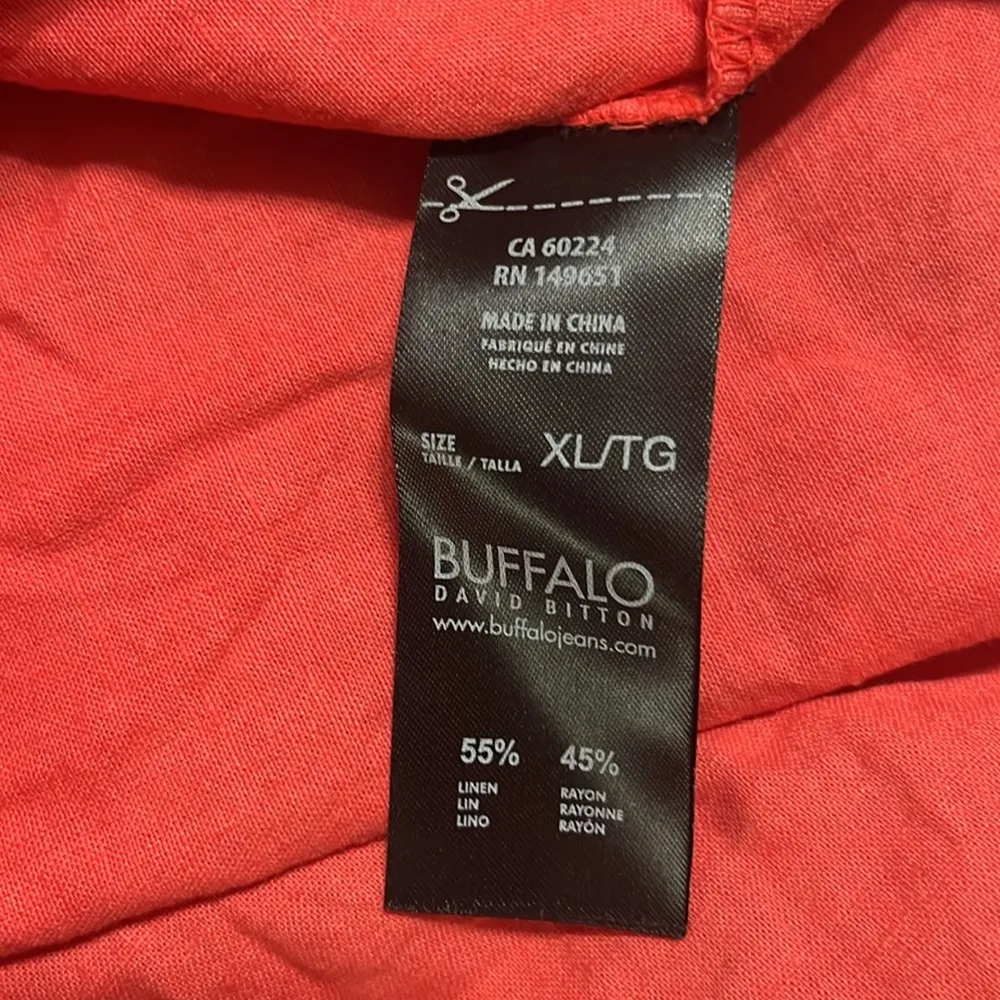 CA 60224
RN 149651
MADE IN CHINA
FABRIQUÉ EN CHINE
HECHO EN CHINA
SIZE XL/TG
TAILLE / TALLA
BUFFALO
DAVID BITTON
www.buffalojeans.com
55% 45%
LINEN RAYON
LIN RAYONNE
LINO RAYÓN